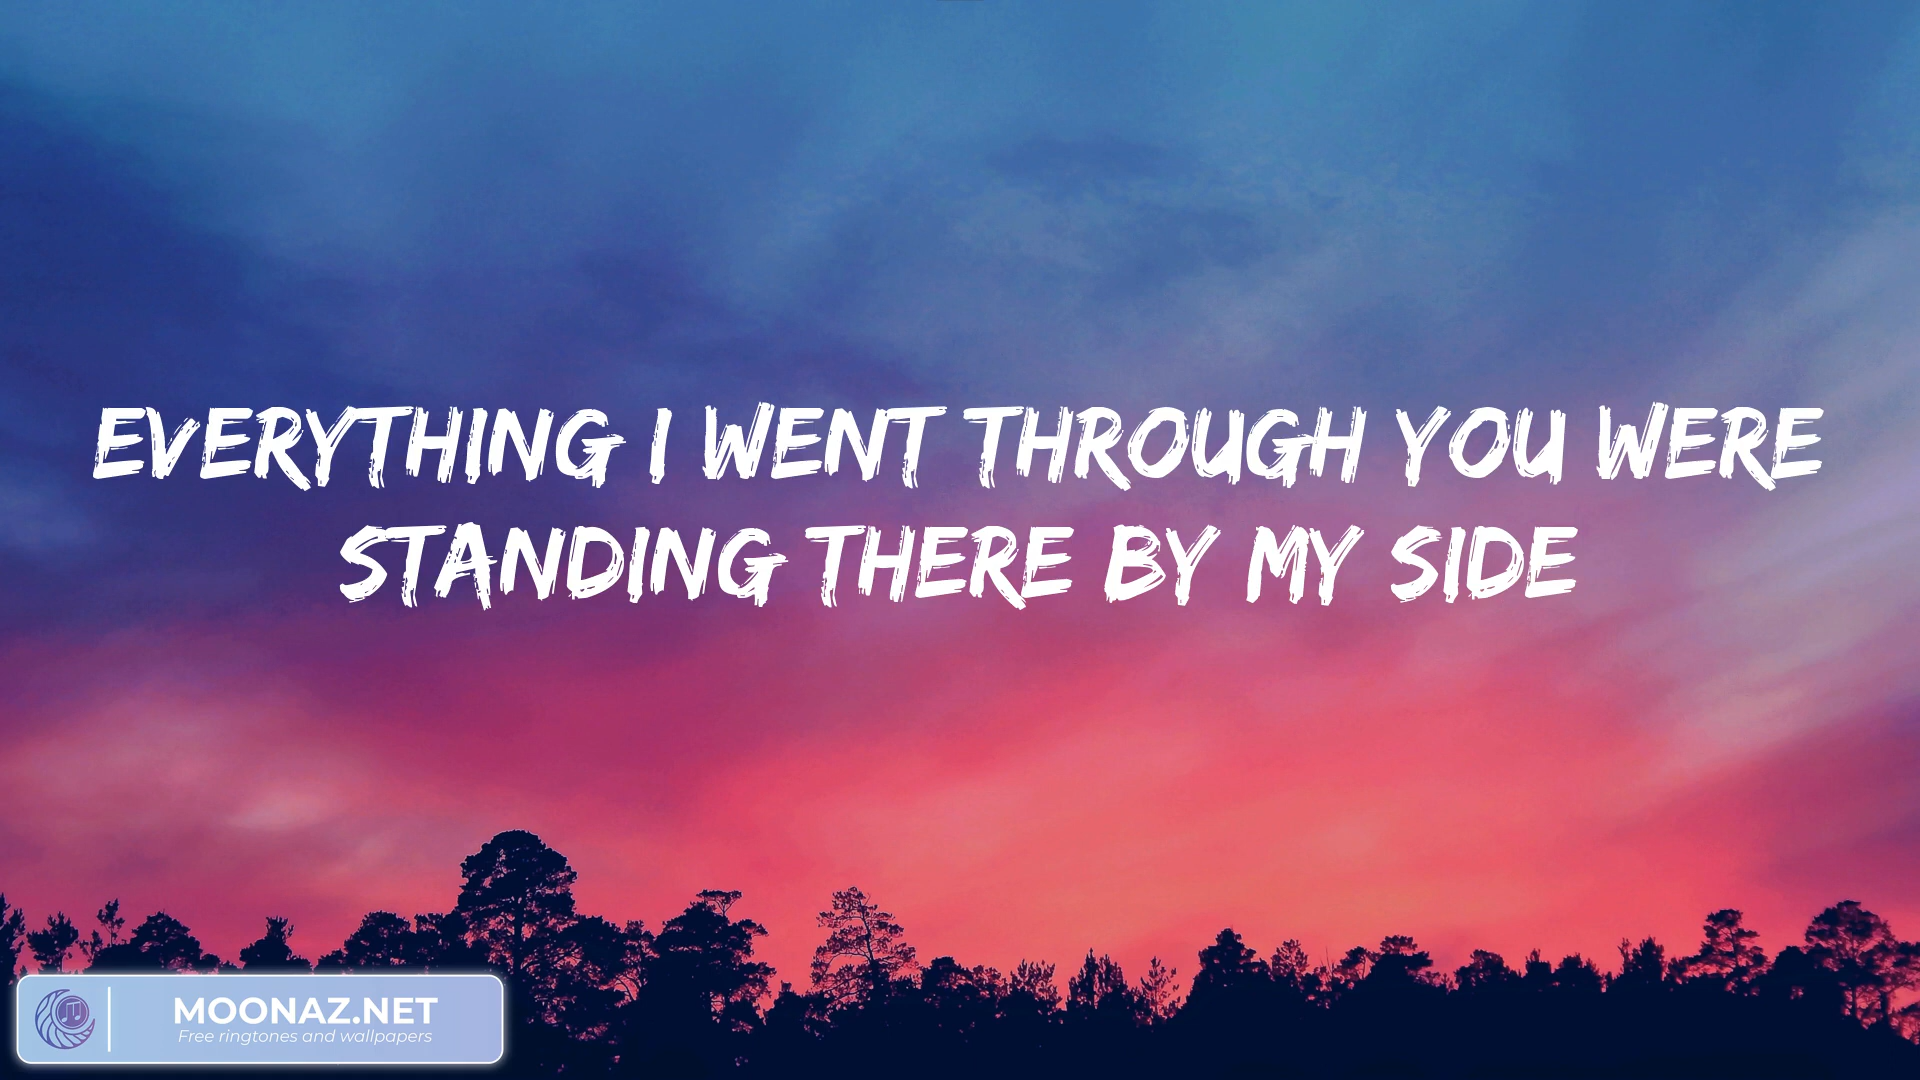 EVERYTHING I WENT THROUGH YOU WERE
STANDING THERE BY MY SIDE
MOONAZ.NET
Free ringtones and wallpapers